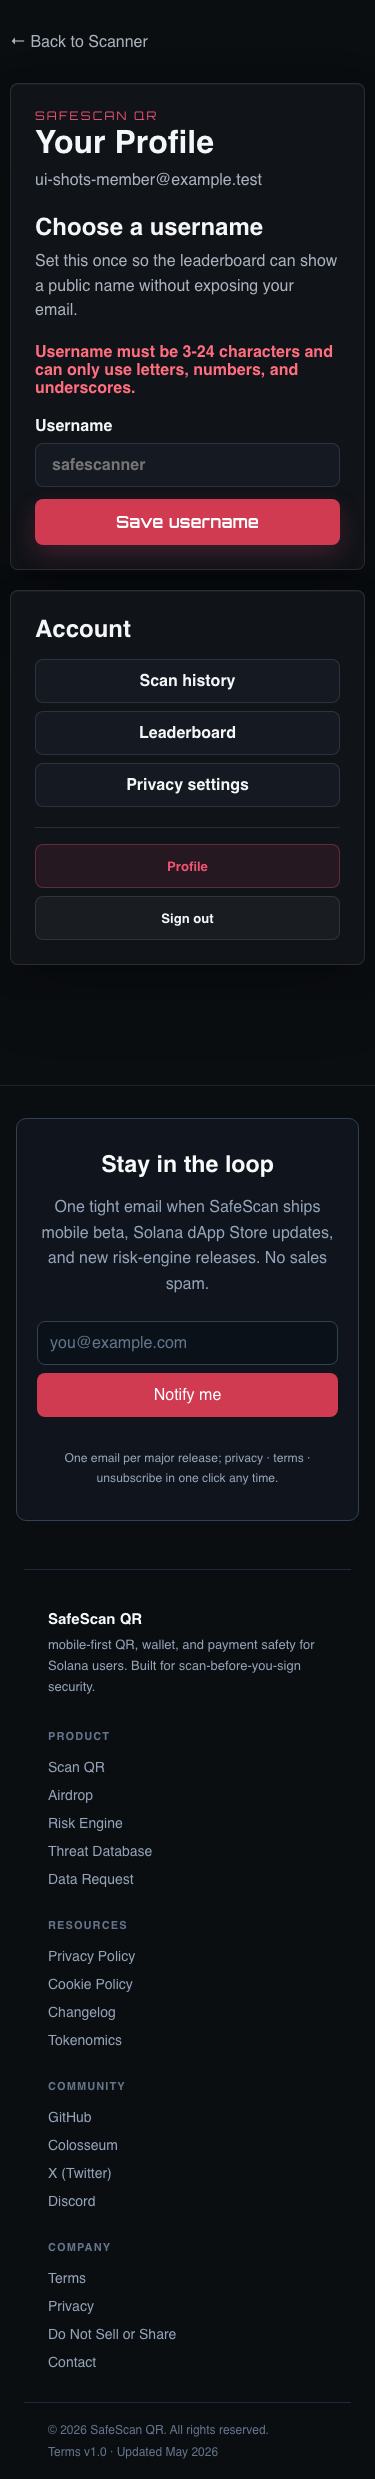 ← Back to Scanner
SAFESCAN QR
Your Profile
ui-shots-member@example.test
Choose a username
Set this once so the leaderboard can show
a public name without exposing your
email.
Username must be 3-24 characters and
can only use letters, numbers, and
underscores.
Username
safescanner
Save username
Account
Scan history
Leaderboard
Privacy settings
Profile
Sign out
Stay in the loop
One tight email when SafeScan ships
mobile beta, Solana dApp Store updates,
and new risk-engine releases. No sales
spam.
you@example.com
Notify me
One email per major release; privacy · terms ·
unsubscribe in one click any time.
SafeScan QR
mobile-first QR, wallet, and payment safety for
Solana users. Built for scan-before-you-sign
security.
PRODUCT
Scan QR
Airdrop
Risk Engine
Threat Database
Data Request
RESOURCES
Privacy Policy
Cookie Policy
Changelog
Tokenomics
COMMUNITY
GitHub
Colosseum
X (Twitter)
Discord
COMPANY
Terms
Privacy
Do Not Sell or Share
Contact
© 2026 SafeScan QR. All rights reserved.
Terms v1.0 · Updated May 2026